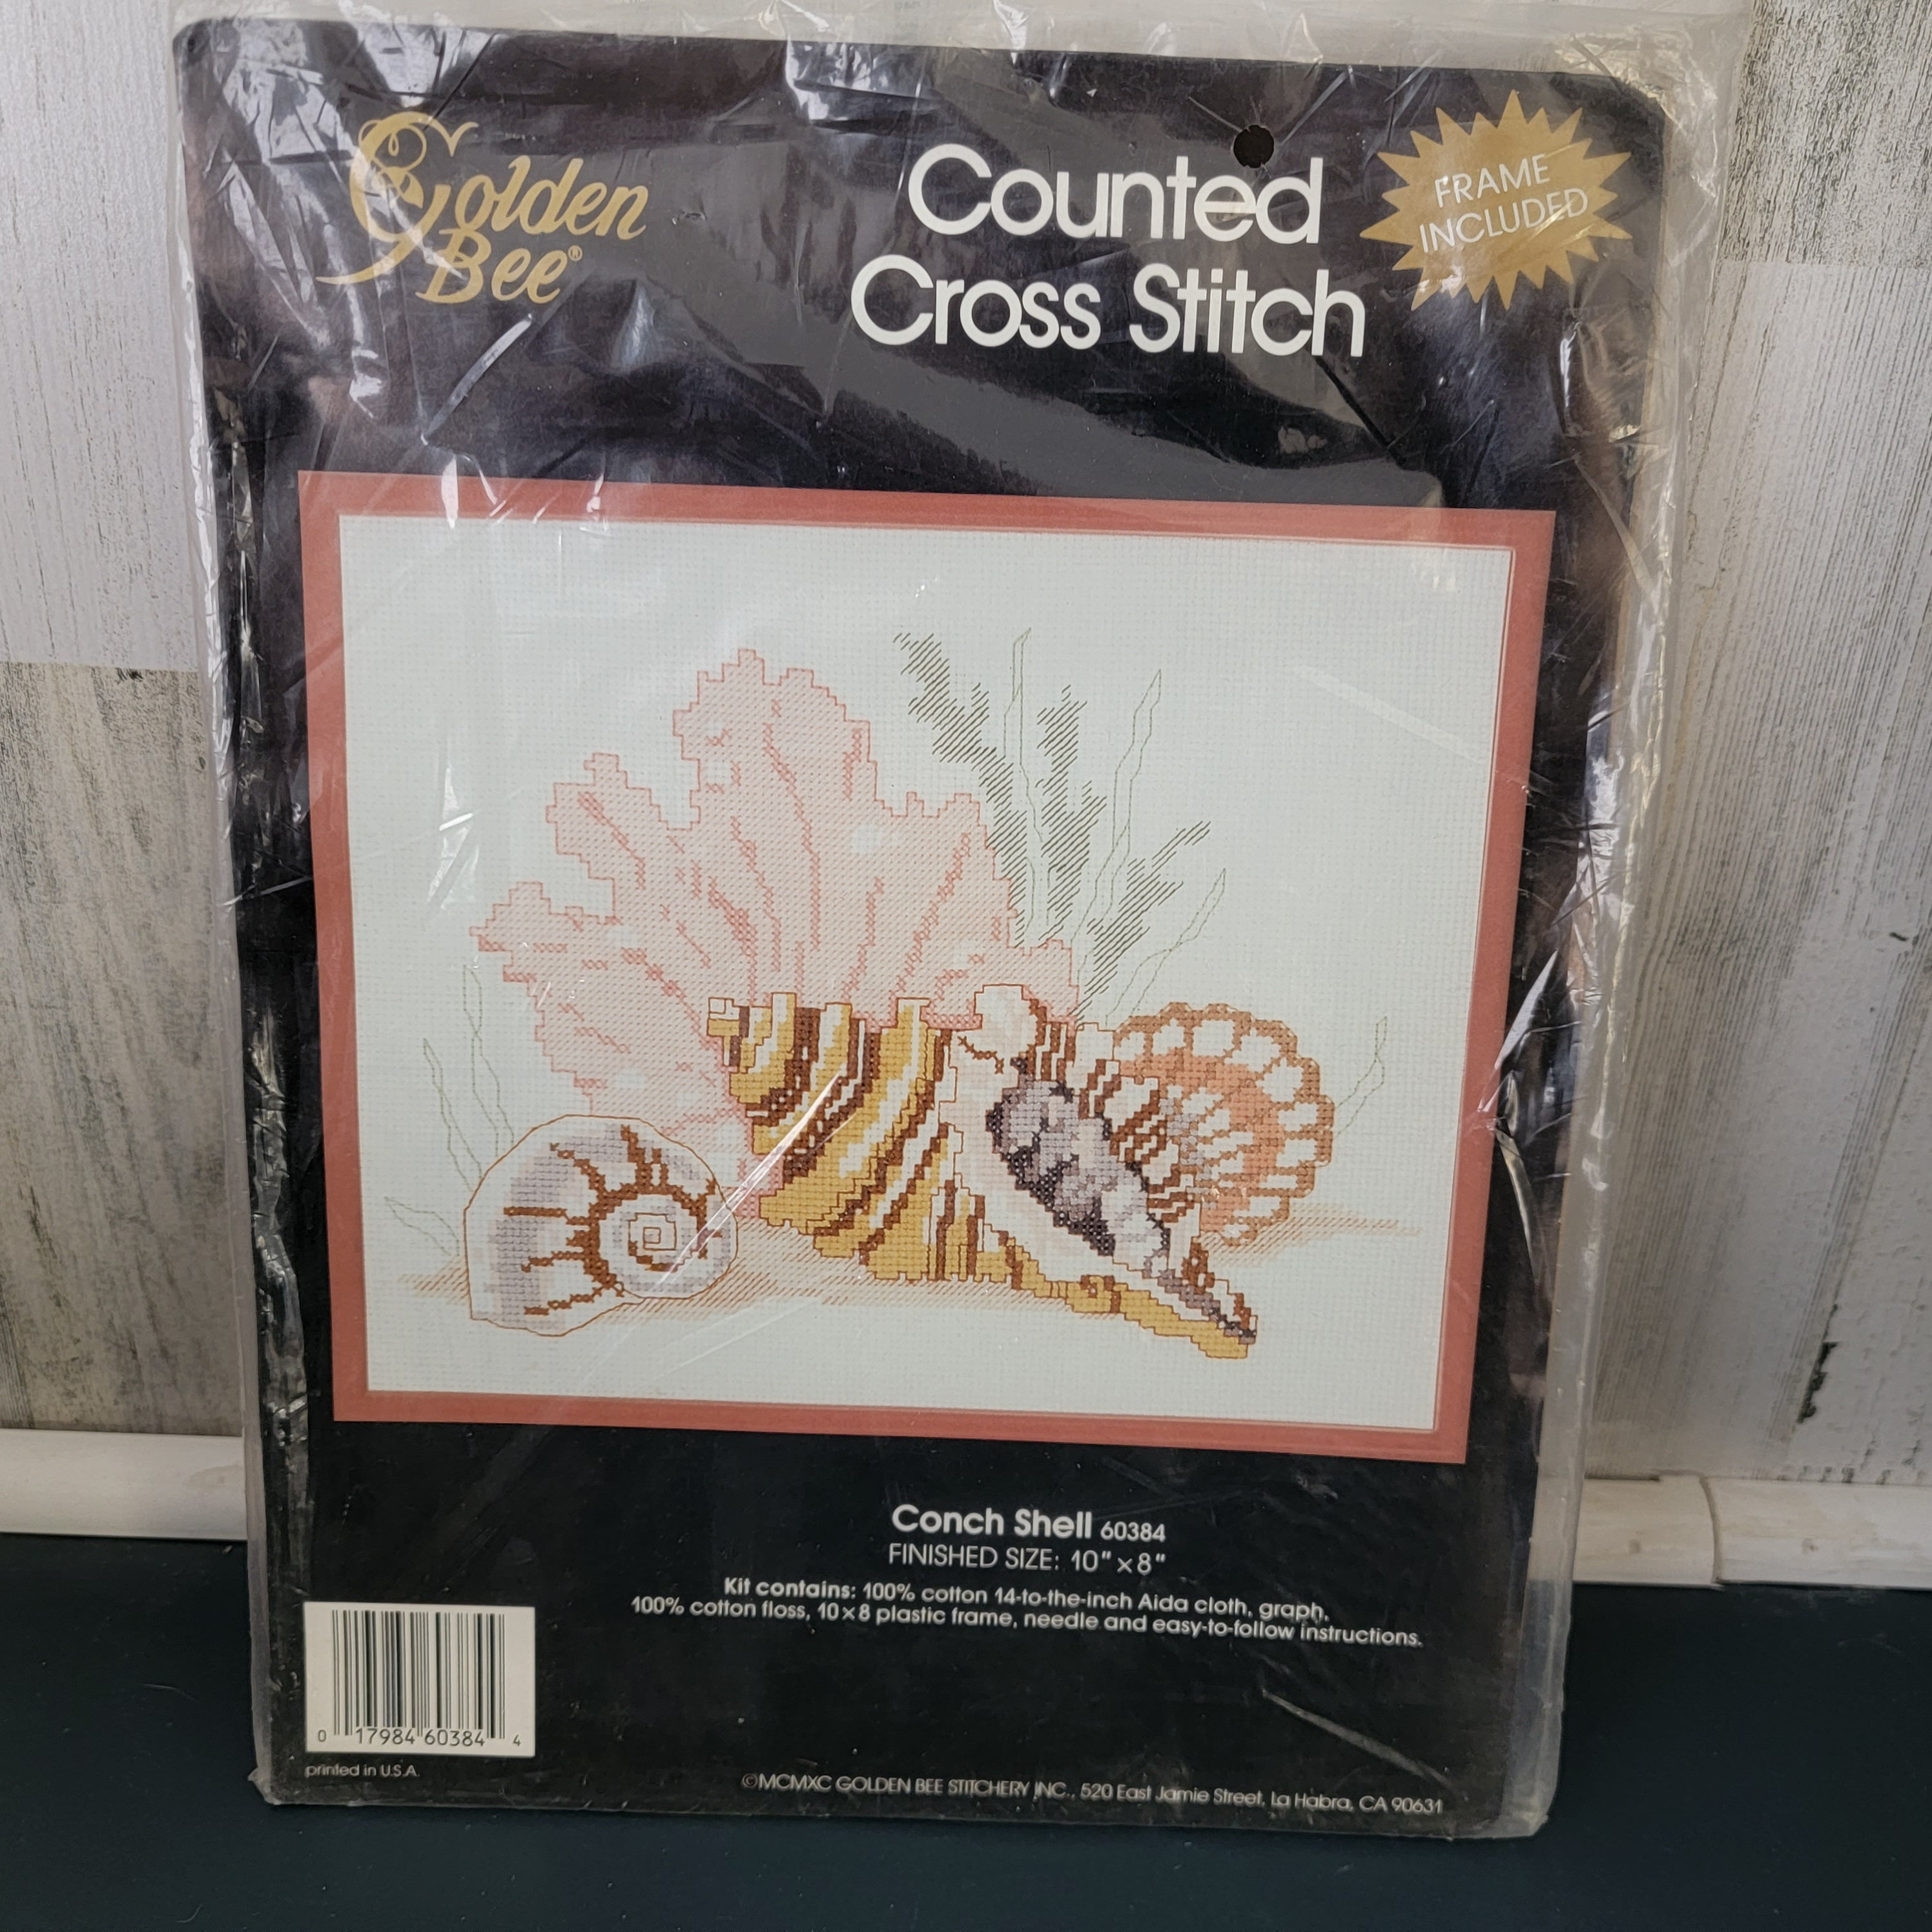 Golden
Bee®
Counted
Cross Stitch
FRAME
INCLUDED
Conch Shell 60384
FINISHED SIZE: 10" × 8"
Kit contains: 100% cotton 14-to-the-inch Aida cloth, graph,
100% cotton floss, 10×8 plastic frame, needle and easy-to-follow instructions.
0 17984 60384 4
printed in U.S.A.
©MCMXC GOLDEN BEE STITCHERY INC., 520 East Jamie Street, La Habra, CA 90631